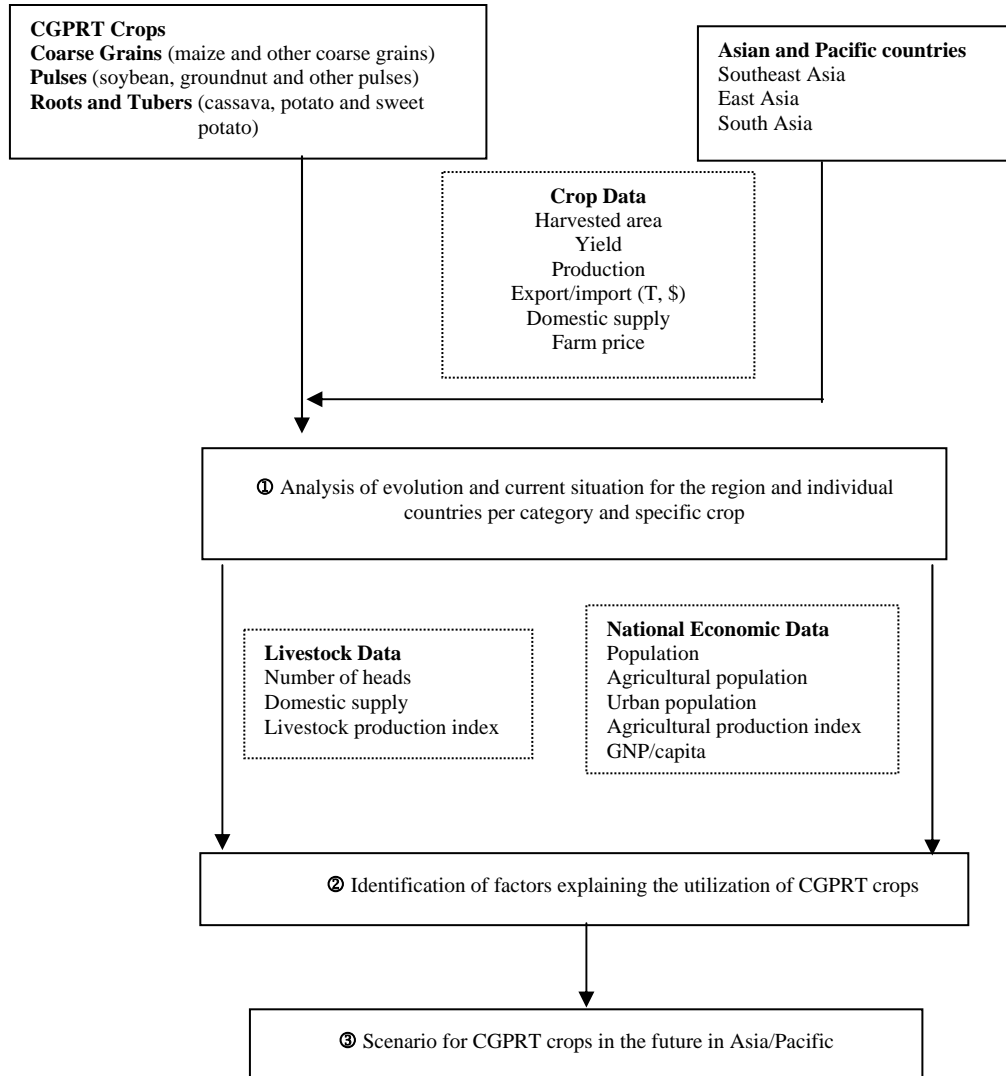 CGPRT Crops
Coarse Grains (maize and other coarse grains)
Pulses (soybean, groundnut and other pulses)
Roots and Tubers (cassava, potato and sweet
potato)
Asian and Pacific countries
Southeast Asia
East Asia
South Asia
Crop Data
Harvested area
Yield
Production
Export/import (T, $)
Domestic supply
Farm price
① Analysis of evolution and current situation for the region and individual
countries per category and specific crop
Livestock Data
Number of heads
Domestic supply
Livestock production index
National Economic Data
Population
Agricultural population
Urban population
Agricultural production index
GNP/capita
② Identification of factors explaining the utilization of CGPRT crops
③ Scenario for CGPRT crops in the future in Asia/Pacific